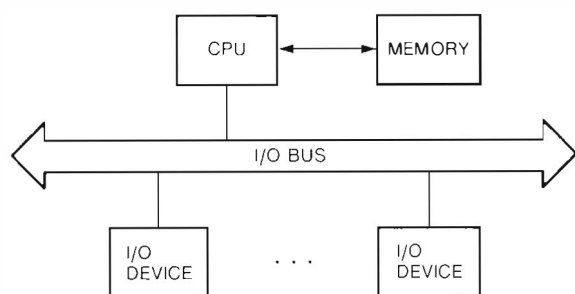 CPU
MEMORY
I/O BUS
I/O
DEVICE
. . .
I/O
DEVICE